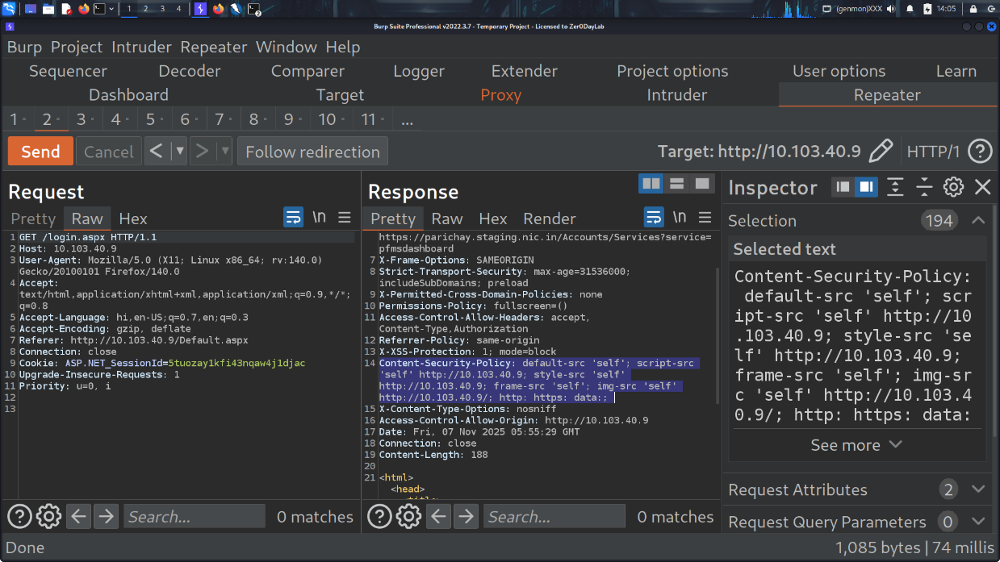 1 2 3 4 (genmon)XXX 14:05
Burp Suite Professional v2022.3.7 - Temporary Project - Licensed to Zer0DayLab
Burp Project Intruder Repeater Window Help
Sequencer Decoder Comparer Logger Extender Project options User options Learn
Dashboard Target Proxy Intruder Repeater
1 × 2 × 3 × 4 × 5 × 6 × 7 × 8 × 9 × 10 × 11 × ...
Send Cancel < > Follow redirection Target: http://10.103.40.9 HTTP/1 ?
Request
Pretty Raw Hex \n
1 GET /login.aspx HTTP/1.1
2 Host: 10.103.40.9
3 User-Agent: Mozilla/5.0 (X11; Linux x86_64; rv:140.0)
Gecko/20100101 Firefox/140.0
4 Accept:
text/html,application/xhtml+xml,application/xml;q=0.9,*/*;
q=0.8
5 Accept-Language: hi,en-US;q=0.7,en;q=0.3
6 Accept-Encoding: gzip, deflate
7 Referer: http://10.103.40.9/Default.aspx
8 Connection: close
9 Cookie: ASP.NET_SessionId=5tuozay1kfi43nqaw4j1djac
10 Upgrade-Insecure-Requests: 1
11 Priority: u=0, i
12
13
Search... 0 matches
Response
Pretty Raw Hex Render \n
https://parichay.staging.nic.in/Accounts/Services?service=
pfmsdashboard
7 X-Frame-Options: SAMEORIGIN
8 Strict-Transport-Security: max-age=31536000;
includeSubDomains; preload
9 X-Permitted-Cross-Domain-Policies: none
10 Permissions-Policy: fullscreen=()
11 Access-Control-Allow-Headers: accept,
Content-Type,Authorization
12 Referrer-Policy: same-origin
13 X-XSS-Protection: 1; mode=block
14 Content-Security-Policy: default-src 'self'; script-src
'self' http://10.103.40.9; style-src 'self'
http://10.103.40.9; frame-src 'self'; img-src 'self'
http://10.103.40.9/; http: https: data:;
15 X-Content-Type-Options: nosniff
16 Access-Control-Allow-Origin: http://10.103.40.9
17 Date: Fri, 07 Nov 2025 05:55:29 GMT
18 Connection: close
19 Content-Length: 188
20
21 <html>
<head>
<title>
Search... 0 matches
Inspector
Selection 194
Selected text
Content-Security-Policy:
default-src 'self'; scr
ipt-src 'self' http://10
.103.40.9; style-src 'se
lf' http://10.103.40.9;
frame-src 'self'; img-sr
c 'self' http://10.103.4
0.9/; http: https: data:
See more
Request Attributes 2
Request Query Parameters 0
Done 1,085 bytes | 74 millis